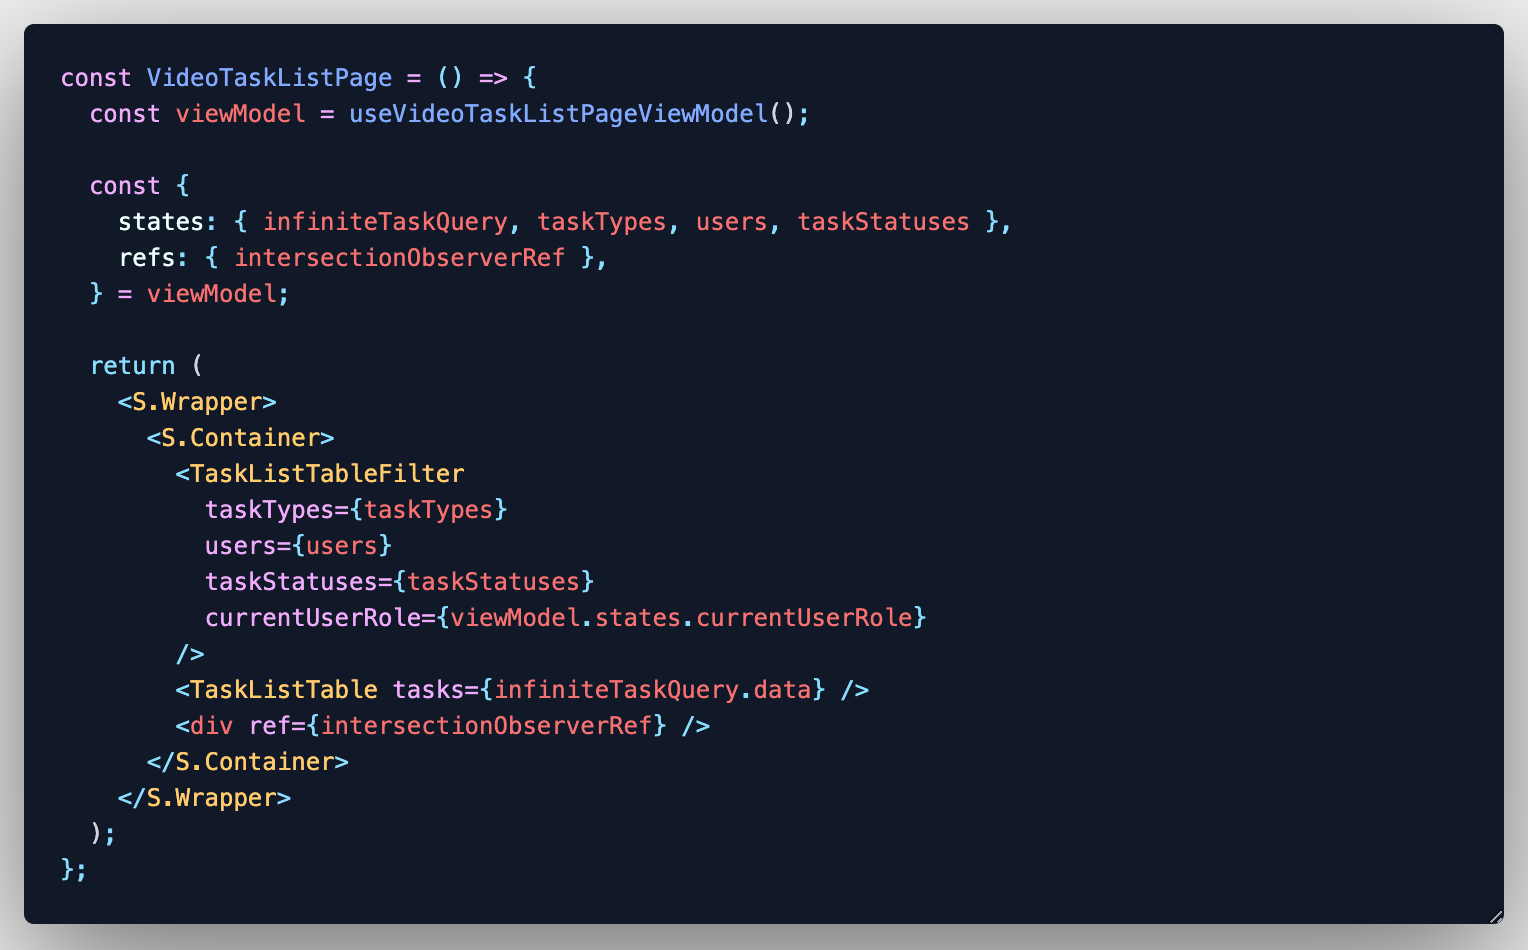 const VideoTaskListPage = () => {
  const viewModel = useVideoTaskListPageViewModel();

  const {
    states: { infiniteTaskQuery, taskTypes, users, taskStatuses },
    refs: { intersectionObserverRef },
  } = viewModel;

  return (
    <S.Wrapper>
      <S.Container>
        <TaskListTableFilter
          taskTypes={taskTypes}
          users={users}
          taskStatuses={taskStatuses}
          currentUserRole={viewModel.states.currentUserRole}
        />
        <TaskListTable tasks={infiniteTaskQuery.data} />
        <div ref={intersectionObserverRef} />
      </S.Container>
    </S.Wrapper>
  );
};